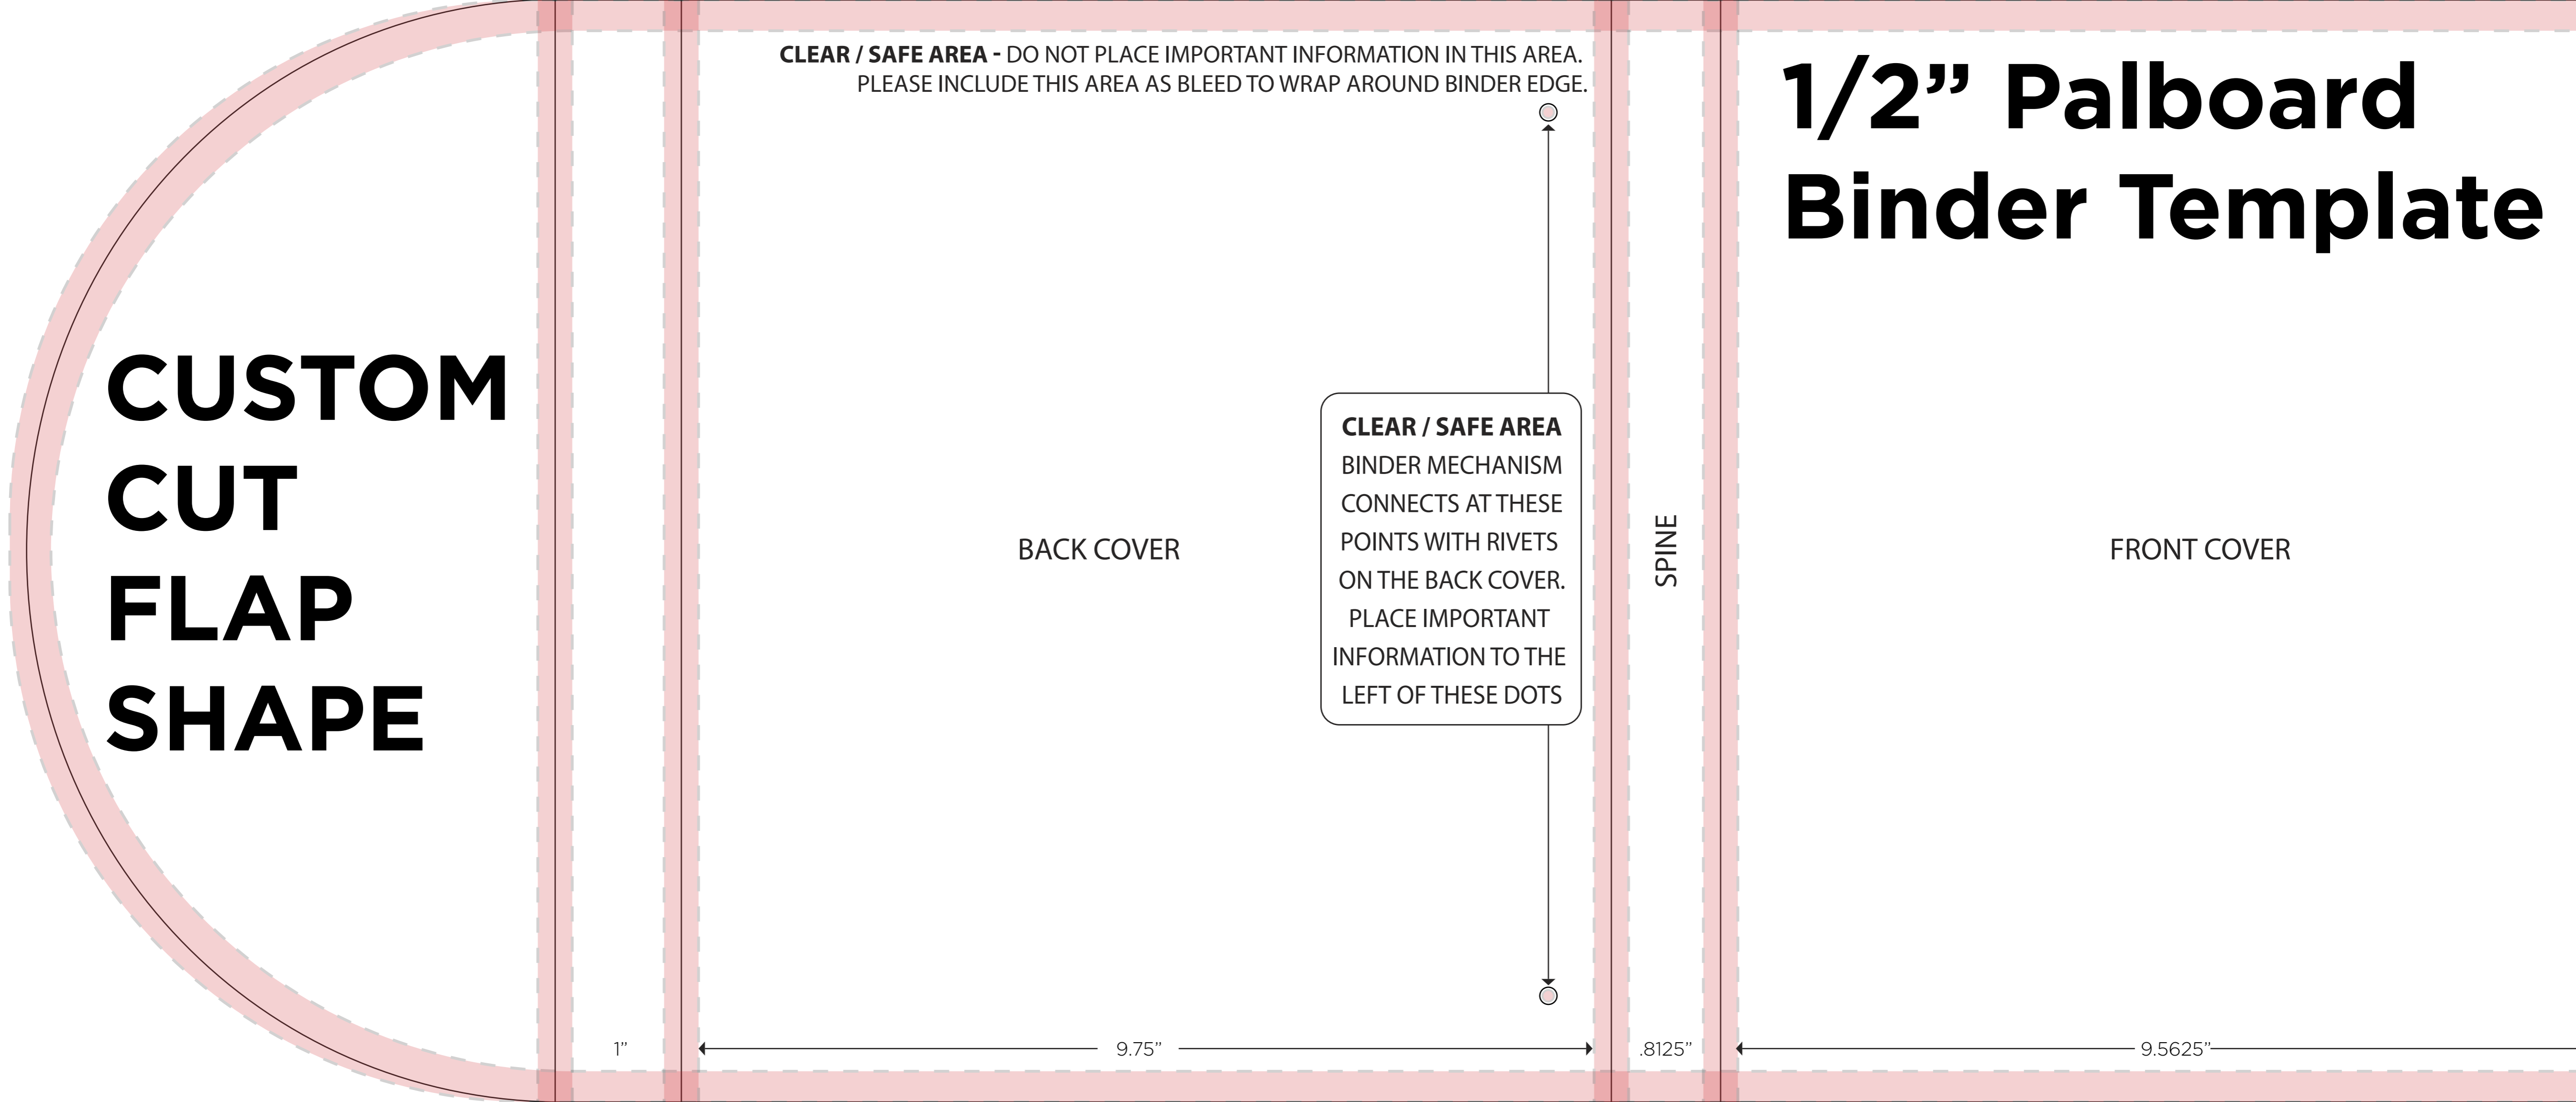 CLEAR / SAFE AREA - DO NOT PLACE IMPORTANT INFORMATION IN THIS AREA.
PLEASE INCLUDE THIS AREA AS BLEED TO WRAP AROUND BINDER EDGE.
1/2” Palboard
Binder Template
CUSTOM
CUT
FLAP
SHAPE
BACK COVER
CLEAR / SAFE AREA
BINDER MECHANISM
CONNECTS AT THESE
POINTS WITH RIVETS
ON THE BACK COVER.
PLACE IMPORTANT
INFORMATION TO THE
LEFT OF THESE DOTS
SPINE
FRONT COVER
1”
9.75”
.8125”
9.5625”